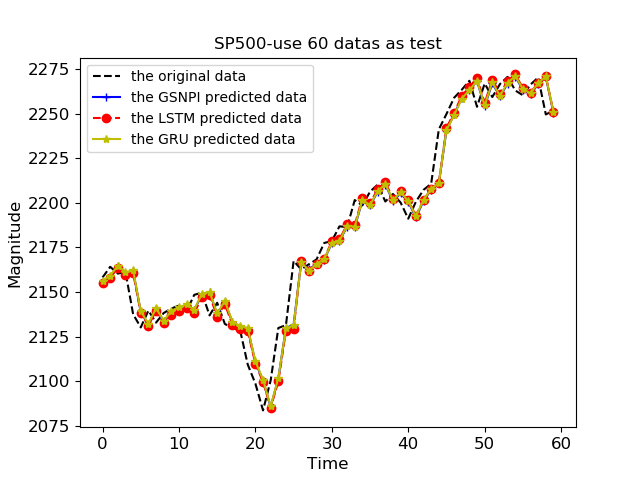 SP500-use 60 datas as test
the original data
the GSNPI predicted data
the LSTM predicted data
the GRU predicted data
Magnitude
2275
2250
2225
2200
2175
2150
2125
2100
2075
0 10 20 30 40 50 60
Time